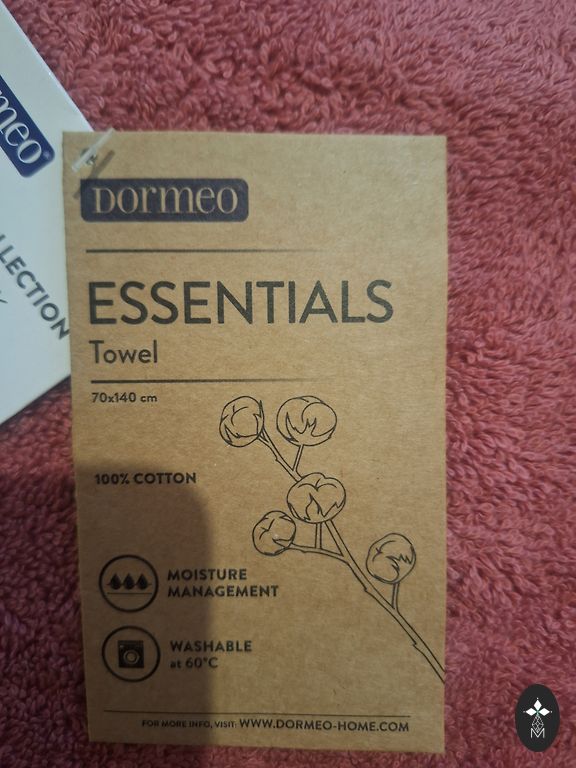 DORMEO
ESSENTIALS
Towel
70x140 cm
100% COTTON
MOISTURE
MANAGEMENT
WASHABLE
at 60°C
FOR MORE INFO, VISIT: WWW.DORMEO-HOME.COM